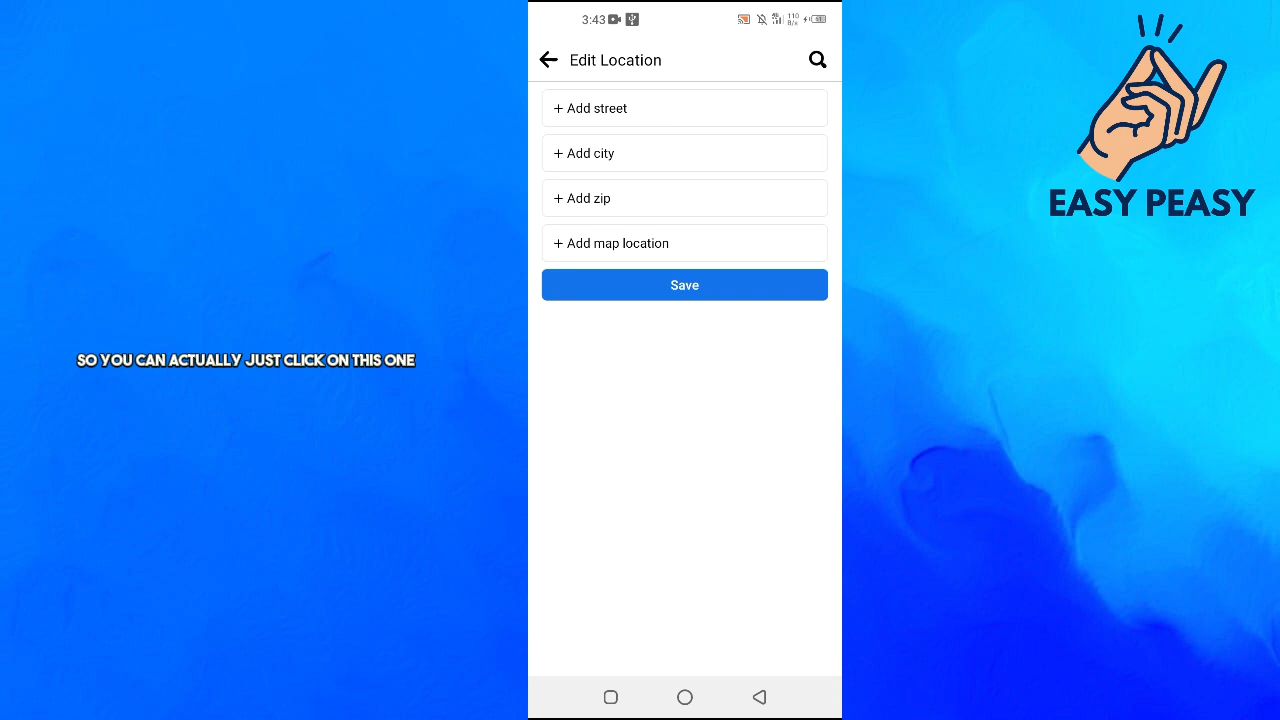 3:43
110
B/s
Edit Location
+ Add street
+ Add city
+ Add zip
+ Add map location
Save
SO YOU CAN ACTUALLY JUST CLICK ON THIS ONE
EASY PEASY